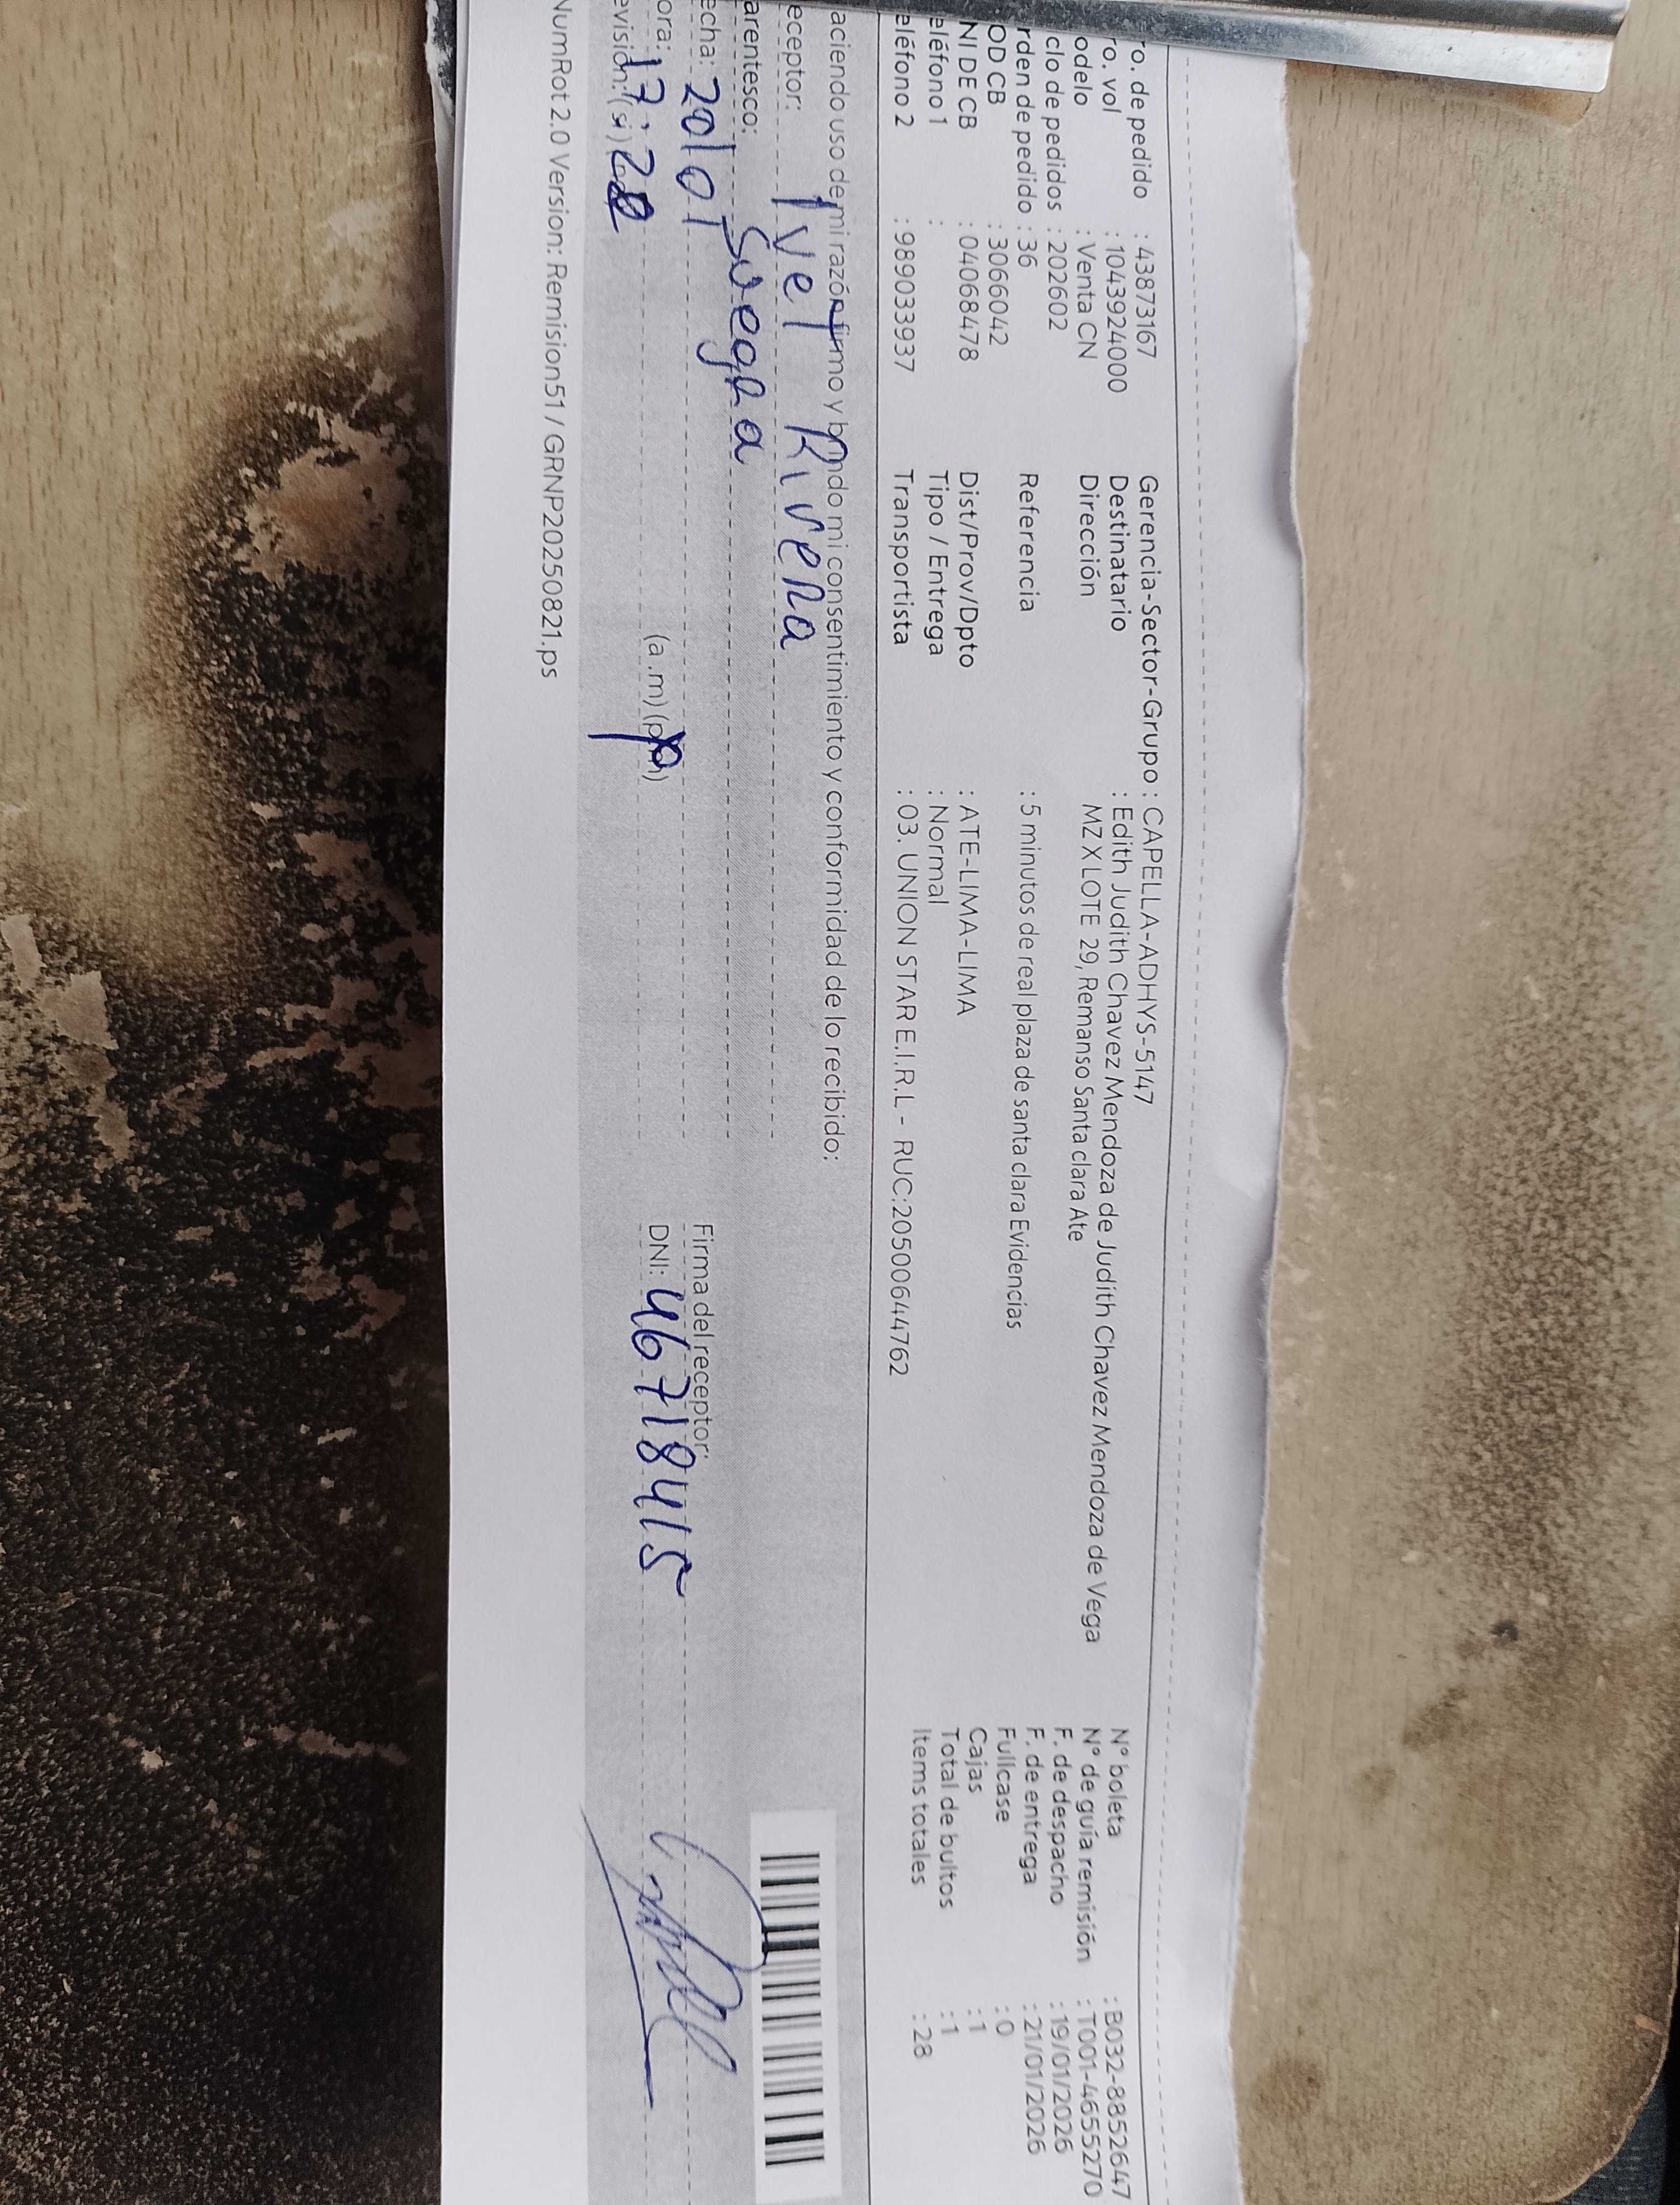 ro. de pedido : 43873167 Gerencia-Sector-Grupo : CAPELLA-ADHYS-5147
ro. vol : 1043924000 Destinatario : Edith Judith Chavez Mendoza de Judith Chavez Mendoza de Vega N° boleta : B032-8852647
odelo : Venta CN Dirección MZ X LOTE 29, Remanso Santa clara Ate N° de guía remisión : T001-46555270
clo de pedidos : 202602 F. de despacho : 19/01/2026
rden de pedido : 36 Referencia : 5 minutos de real plaza de santa clara Evidencias F. de entrega : 21/01/2026
OD CB : 3066042 Fullcase : 0
NI DE CB : 04068478 Dist/Prov/Dpto : ATE-LIMA-LIMA Cajas : 1
eléfono 1 : Tipo / Entrega : Normal Total de bultos : 1
eléfono 2 : 989033937 Transportista : 03. UNION STAR E.I.R.L - RUC:20500644762 Items totales : 28
aciendo uso de mi razón firmo y brindo mi consentimiento y conformidad de lo recibido:
eceptor: Ivet Rivera
arentesco: Suegra
echa: 20/01 Firma del receptor:
ora: 17:20 (a.m) (p.m) DNI: 46718415
evisión: (si)
NumRot 2.0 Version: Remision51 / GRNP20250821.ps